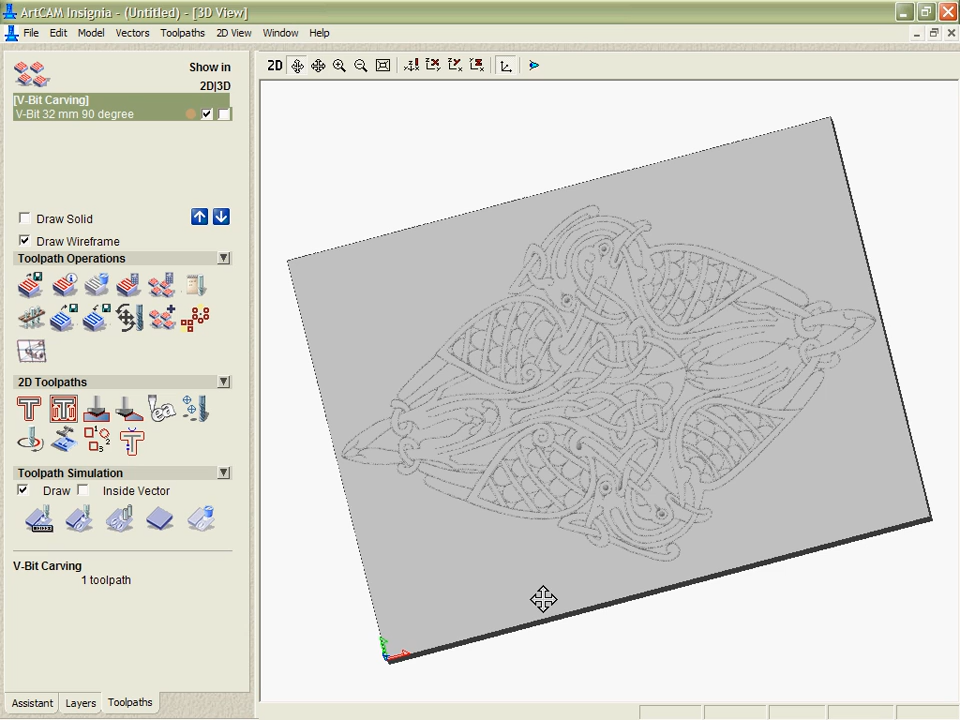 ArtCAM Insignia - (Untitled) - [3D View]
File Edit Model Vectors Toolpaths 2D View Window Help
Show in
2D|3D
[V-Bit Carving]
V-Bit 32 mm 90 degree
2D
Draw Solid
Draw Wireframe
Toolpath Operations
2D Toolpaths
Toolpath Simulation
Draw Inside Vector
V-Bit Carving
1 toolpath
Assistant Layers Toolpaths